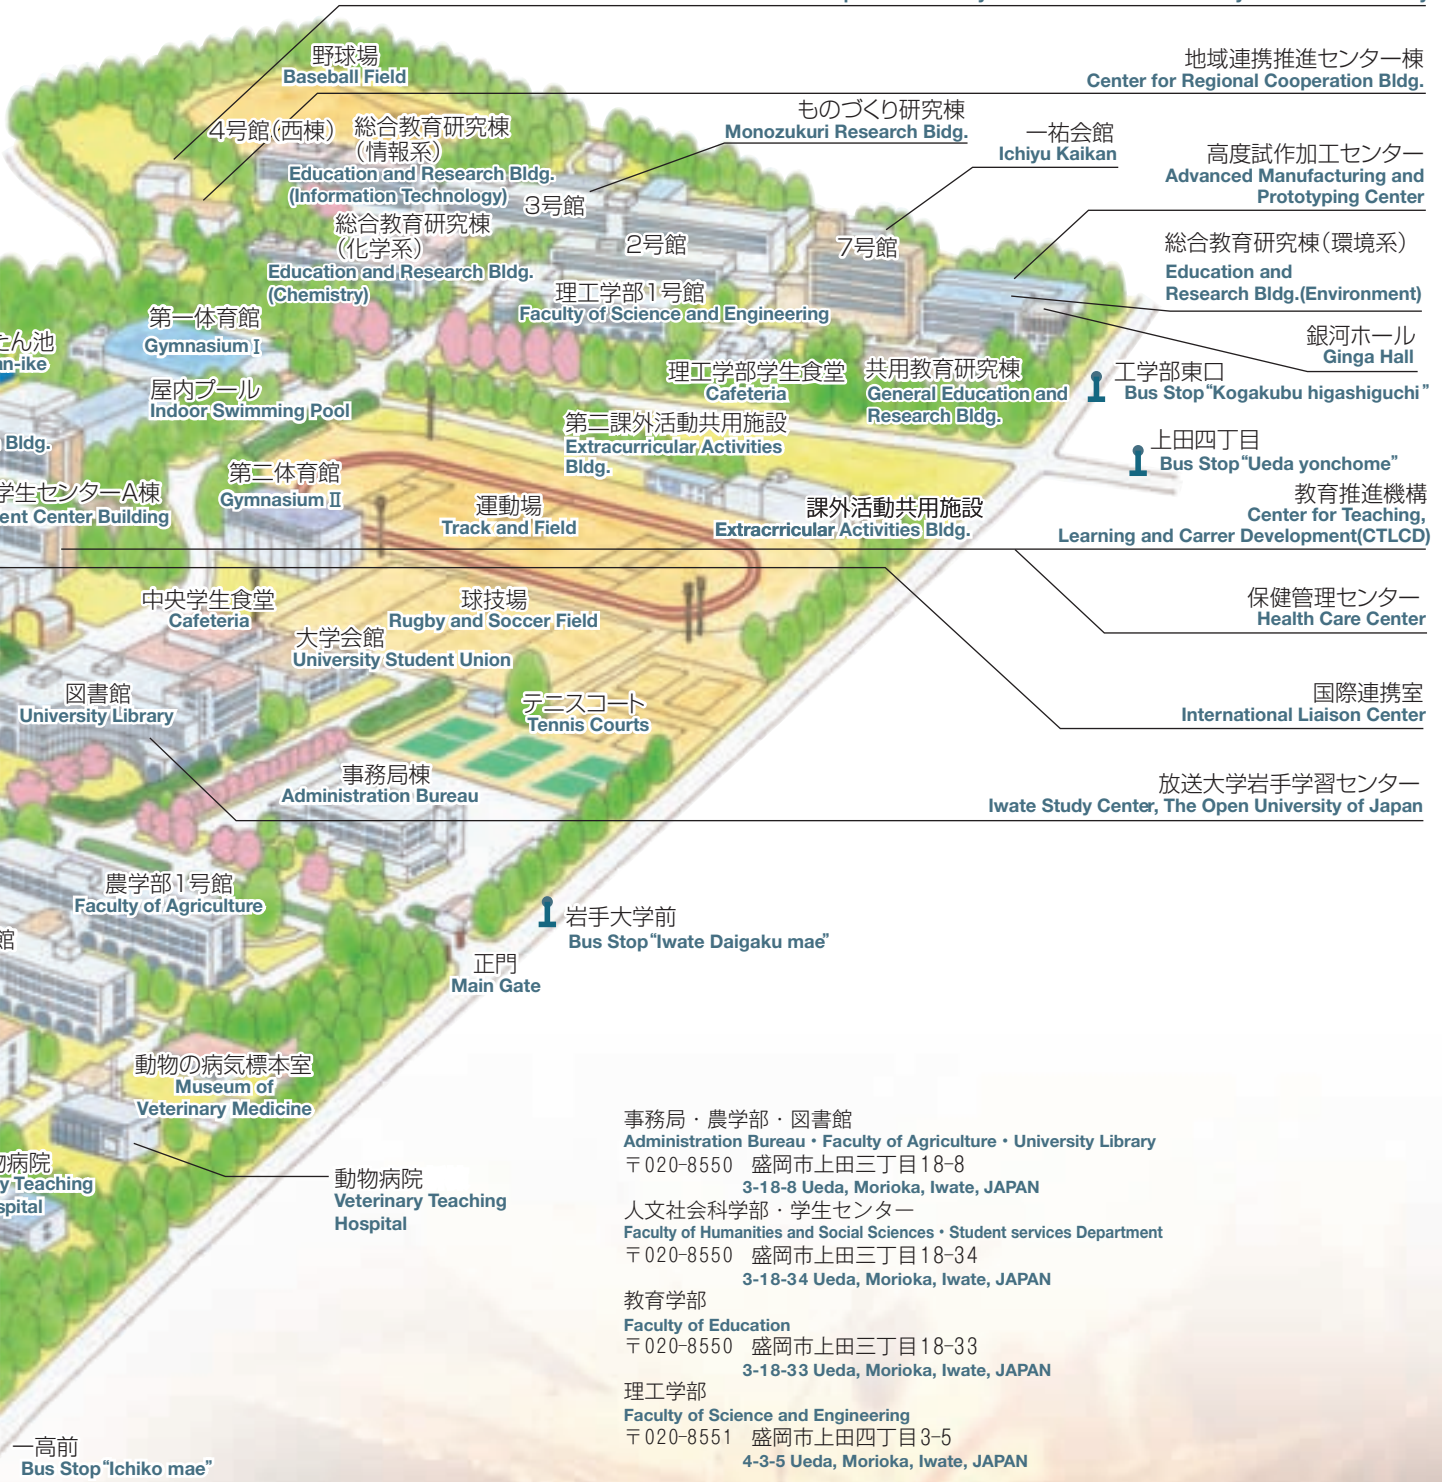 野球場
Baseball Field
地域連携推進センター棟
Center for Regional Cooperation Bldg.
ものづくり研究棟
Monozukuri Research Bidg.
一祐会館
Ichiyu Kaikan
4号館(西棟)
総合教育研究棟
(情報系)
Education and Research Bldg.
(Information Technology)
高度試作加工センター
Advanced Manufacturing and
Prototyping Center
3号館
総合教育研究棟
(化学系)
Education and Research Bldg.
(Chemistry)
2号館
7号館
総合教育研究棟(環境系)
Education and
Research Bldg.(Environment)
理工学部1号館
Faculty of Science and Engineering
第一体育館
Gymnasium I
銀河ホール
Ginga Hall
たん池
un-ike
屋内プール
Indoor Swimming Pool
理工学部学生食堂
Cafeteria
共用教育研究棟
General Education and
Research Bldg.
工学部東口
Bus Stop “Kogakubu higashiguchi”
Bldg.
第二課外活動共用施設
Extracurricular Activities
Bldg.
上田四丁目
Bus Stop “Ueda yonchome”
第二体育館
Gymnasium II
学生センターA棟
ent Center Building
運動場
Track and Field
課外活動共用施設
Extracrricular Activities Bldg.
教育推進機構
Center for Teaching,
Learning and Carrer Development(CTLCD)
中央学生食堂
Cafeteria
球技場
Rugby and Soccer Field
保健管理センター
Health Care Center
大学会館
University Student Union
図書館
University Library
テニスコート
Tennis Courts
国際連携室
International Liaison Center
事務局棟
Administration Bureau
放送大学岩手学習センター
Iwate Study Center, The Open University of Japan
農学部1号館
Faculty of Agriculture
館
岩手大学前
Bus Stop “Iwate Daigaku mae”
正門
Main Gate
動物の病気標本室
Museum of
Veterinary Medicine
物病院
y Teaching
spital
動物病院
Veterinary Teaching
Hospital
事務局・農学部・図書館
Administration Bureau・Faculty of Agriculture・University Library
〒020-8550 盛岡市上田三丁目18-8
3-18-8 Ueda, Morioka, Iwate, JAPAN
人文社会科学部・学生センター
Faculty of Humanities and Social Sciences・Student services Department
〒020-8550 盛岡市上田三丁目18-34
3-18-34 Ueda, Morioka, Iwate, JAPAN
教育学部
Faculty of Education
〒020-8550 盛岡市上田三丁目18-33
3-18-33 Ueda, Morioka, Iwate, JAPAN
理工学部
Faculty of Science and Engineering
〒020-8551 盛岡市上田四丁目3-5
4-3-5 Ueda, Morioka, Iwate, JAPAN
一高前
Bus Stop “Ichiko mae”